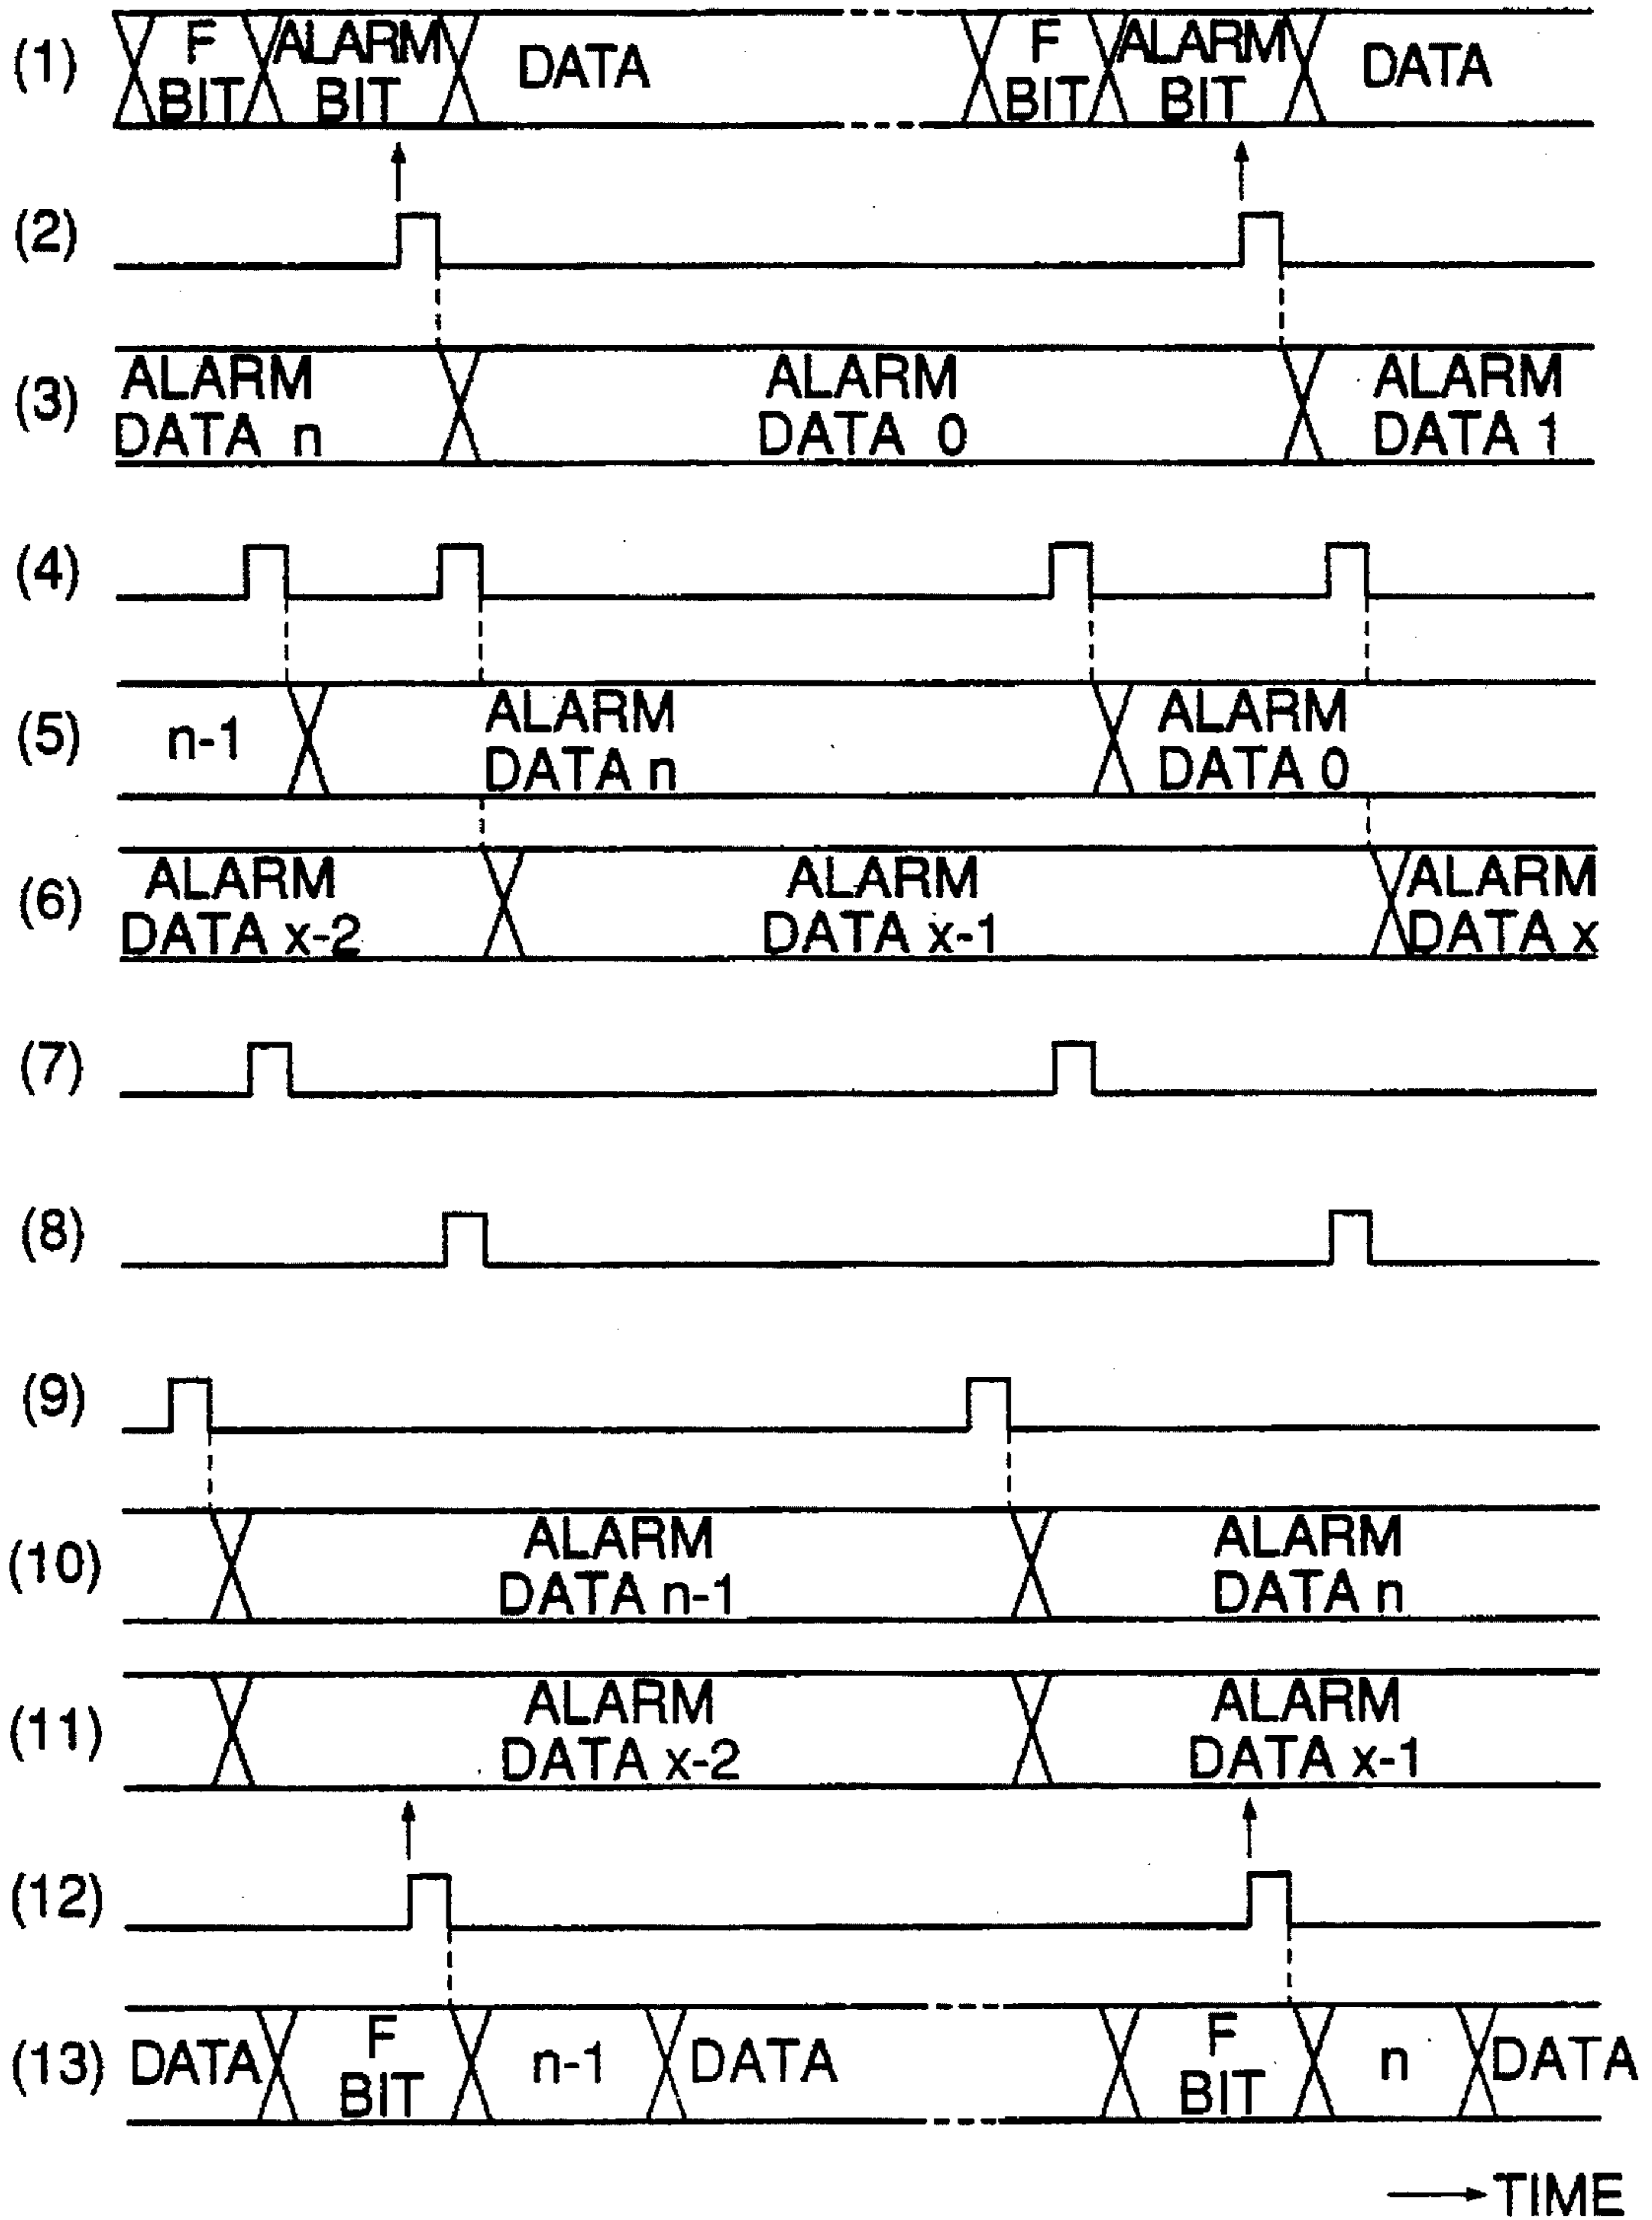 (1) F BIT ALARM BIT DATA F BIT ALARM BIT DATA
(2)
(3) ALARM DATA n ALARM DATA 0 ALARM DATA 1
(4)
(5) n-1 ALARM DATA n ALARM DATA 0
(6) ALARM DATA x-2 ALARM DATA x-1 ALARM DATA x
(7)
(8)
(9)
(10) ALARM DATA n-1 ALARM DATA n
(11) ALARM DATA x-2 ALARM DATA x-1
(12)
(13) DATA F BIT n-1 DATA F BIT n DATA
TIME